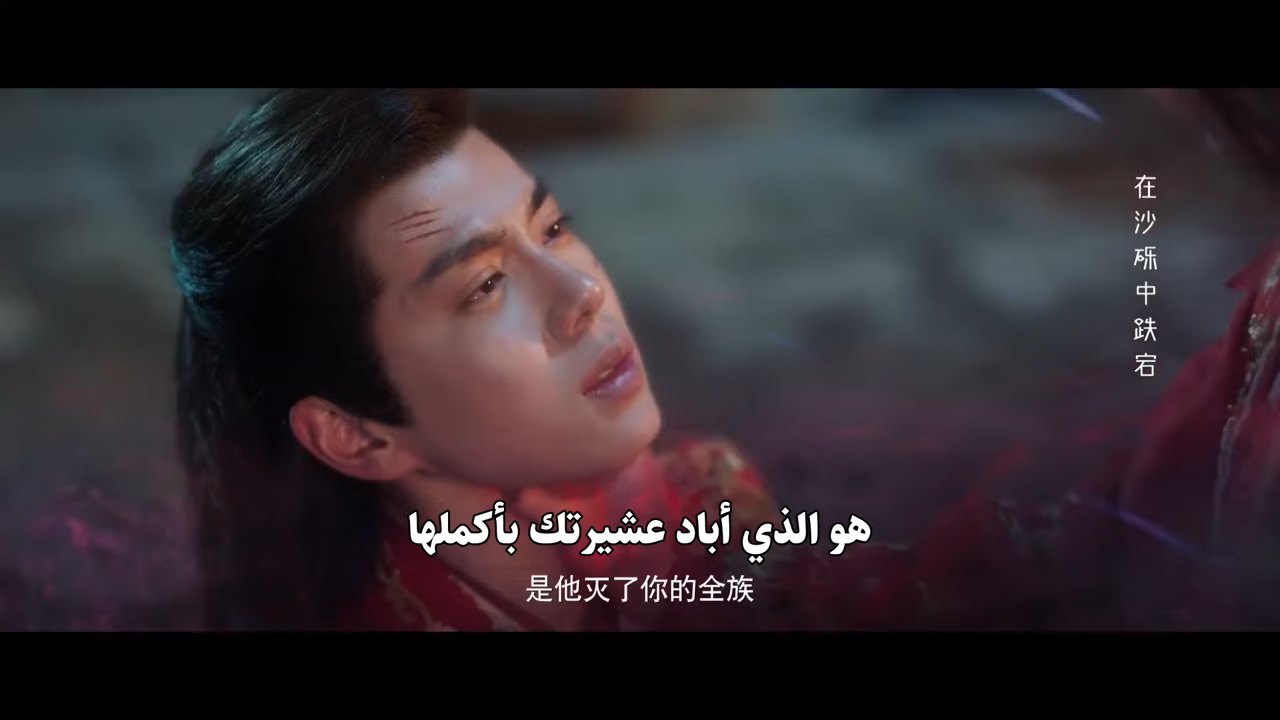 在沙砾中跌宕
هو الذي أباد عشيرتك بأكملها
是他灭了你的全族